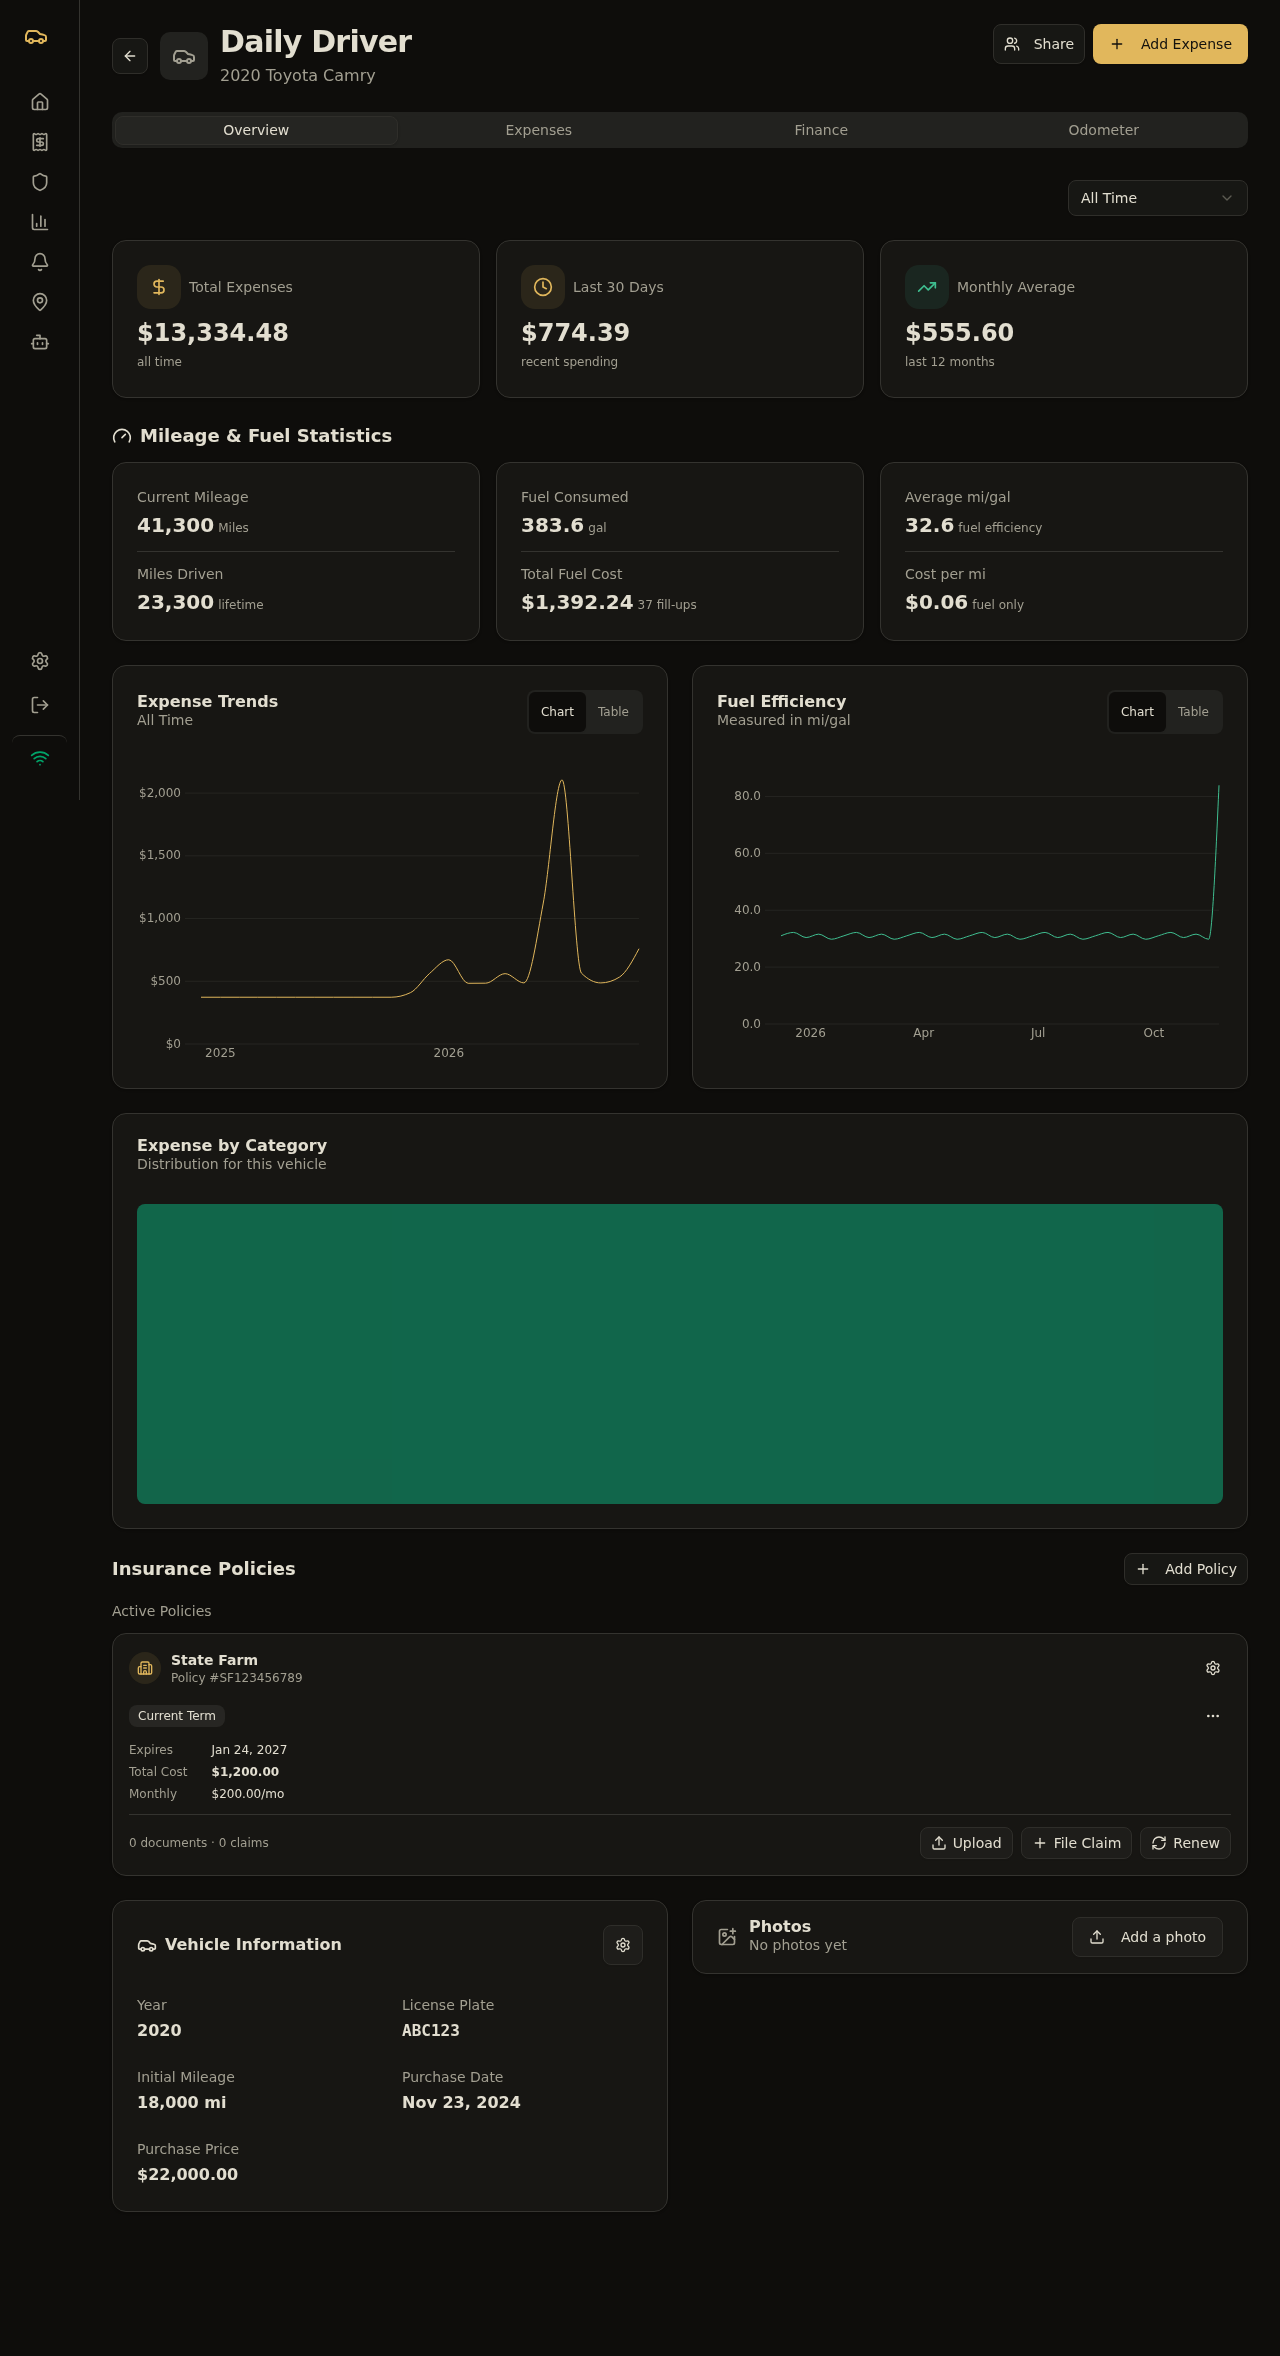 Daily Driver
2020 Toyota Camry
Share
Add Expense
Overview
Expenses
Finance
Odometer
All Time
Total Expenses
$13,334.48
all time
Last 30 Days
$774.39
recent spending
Monthly Average
$555.60
last 12 months
Mileage & Fuel Statistics
Current Mileage
41,300 Miles
Miles Driven
23,300 lifetime
Fuel Consumed
383.6 gal
Total Fuel Cost
$1,392.24 37 fill-ups
Average mi/gal
32.6 fuel efficiency
Cost per mi
$0.06 fuel only
Expense Trends
All Time
Chart
Table
$2,000
$1,500
$1,000
$500
$0
2025
2026
Fuel Efficiency
Measured in mi/gal
Chart
Table
80.0
60.0
40.0
20.0
0.0
2026
Apr
Jul
Oct
Expense by Category
Distribution for this vehicle
Insurance Policies
Add Policy
Active Policies
State Farm
Policy #SF123456789
Current Term
Expires Jan 24, 2027
Total Cost $1,200.00
Monthly $200.00/mo
0 documents · 0 claims
Upload
File Claim
Renew
Vehicle Information
Year
2020
License Plate
ABC123
Initial Mileage
18,000 mi
Purchase Date
Nov 23, 2024
Purchase Price
$22,000.00
Photos
No photos yet
Add a photo